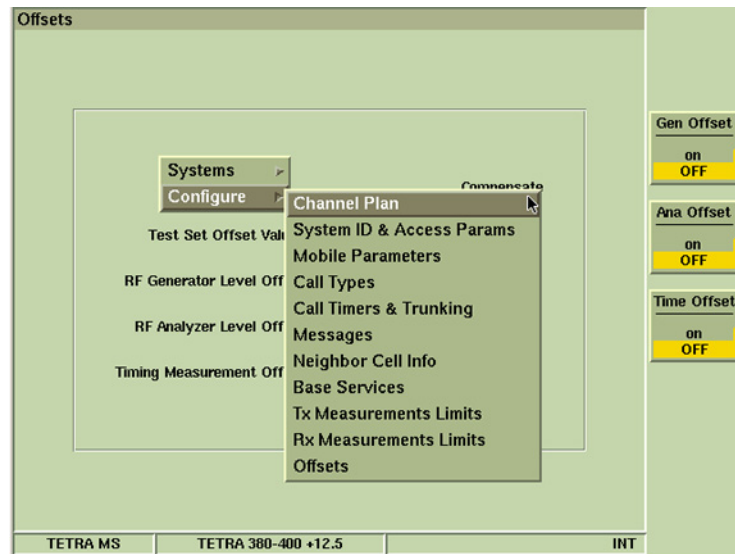 Offsets
Systems
Configure
Compensate
Channel Plan
System ID & Access Params
Mobile Parameters
Call Types
Call Timers & Trunking
Messages
Neighbor Cell Info
Base Services
Tx Measurements Limits
Rx Measurements Limits
Offsets
Test Set Offset Valu
RF Generator Level Off
RF Analyzer Level Off
Timing Measurement Off
Gen Offset
on
OFF
Ana Offset
on
OFF
Time Offset
on
OFF
TETRA MS
TETRA 380-400 +12.5
INT